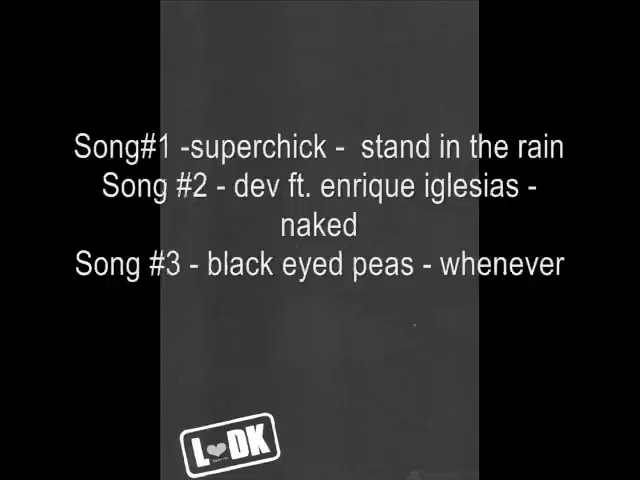 Song#1 -superchick - stand in the rain
Song #2 - dev ft. enrique iglesias -
naked
Song #3 - black eyed peas - whenever
L♥DK